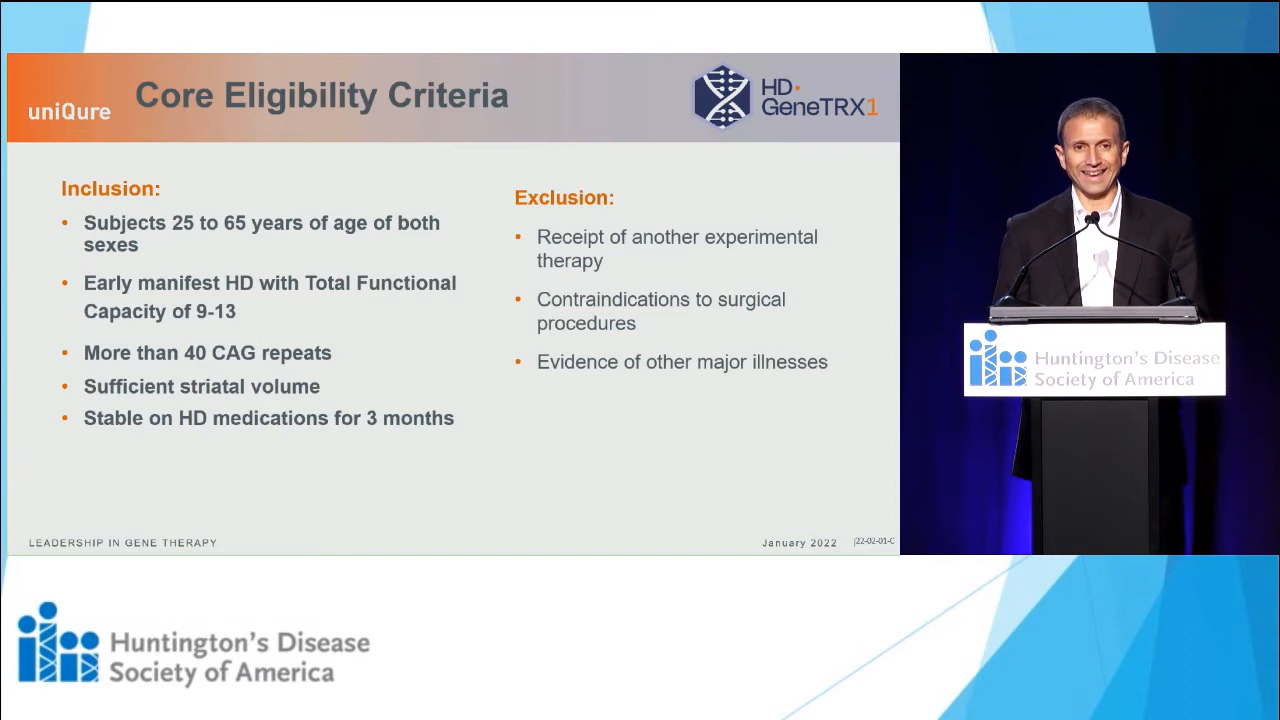 uniQure
Core Eligibility Criteria
HD·
GeneTRX1
Inclusion:
• Subjects 25 to 65 years of age of both
sexes
• Early manifest HD with Total Functional
Capacity of 9-13
• More than 40 CAG repeats
• Sufficient striatal volume
• Stable on HD medications for 3 months
Exclusion:
• Receipt of another experimental
therapy
• Contraindications to surgical
procedures
• Evidence of other major illnesses
LEADERSHIP IN GENE THERAPY
January 2022
|22-02-01-C
Huntington's Disease
Society of America
Huntington's Disease
Society of America